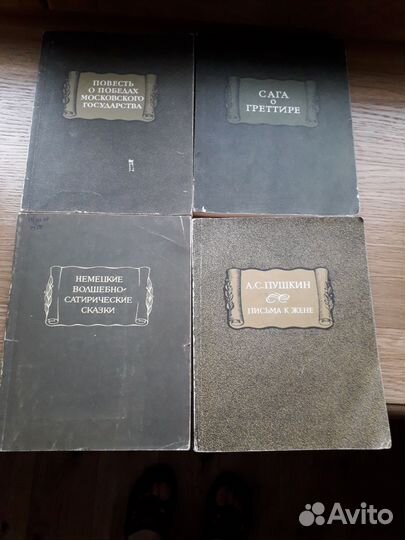 ПОВЕСТЬ
О ПОБЕДАХ
МОСКОВСКОГО
ГОСУДАРСТВА
САГА
О
ГРЕТТИРЕ
НЕМЕЦКИЕ
ВОЛШЕБНО-
САТИРИЧЕСКИЕ
СКАЗКИ
А.С.ПУШКИН
ПИСЬМА К ЖЕНЕ
Avito